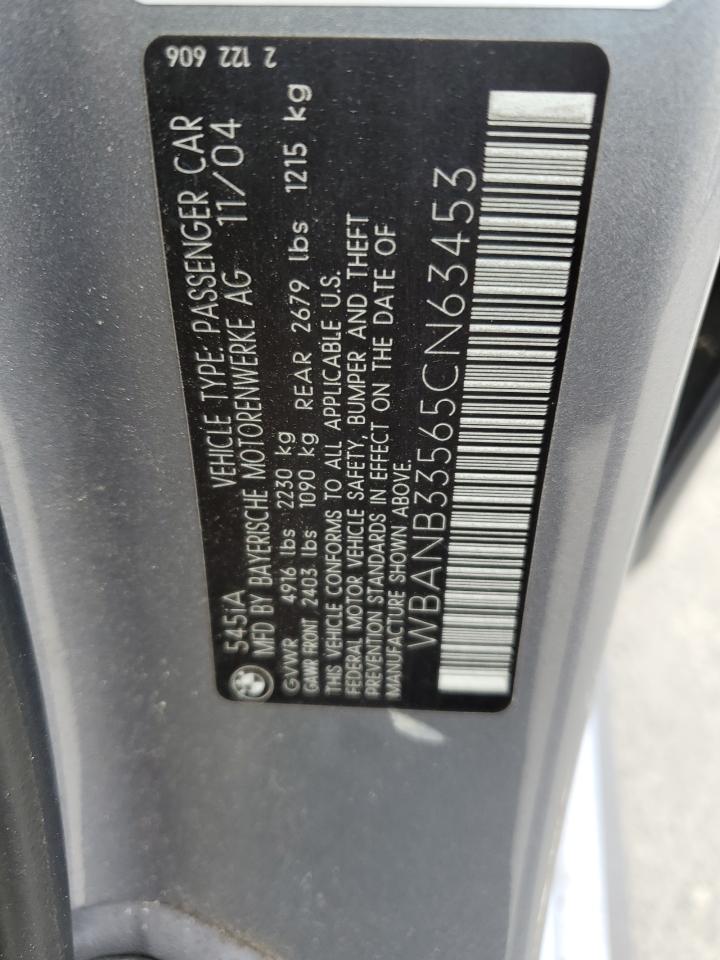 2 122 606
545iA VEHICLE TYPE: PASSENGER CAR
MFD BY BAYERISCHE MOTORENWERKE AG 11/04
GVWR 4916 lbs 2230 kg
GAWR FRONT 2403 lbs 1090 kg REAR 2679 lbs 1215 kg
THIS VEHICLE CONFORMS TO ALL APPLICABLE U.S.
FEDERAL MOTOR VEHICLE SAFETY, BUMPER AND THEFT
PREVENTION STANDARDS IN EFFECT ON THE DATE OF
MANUFACTURE SHOWN ABOVE.
WBANB33565CN63453